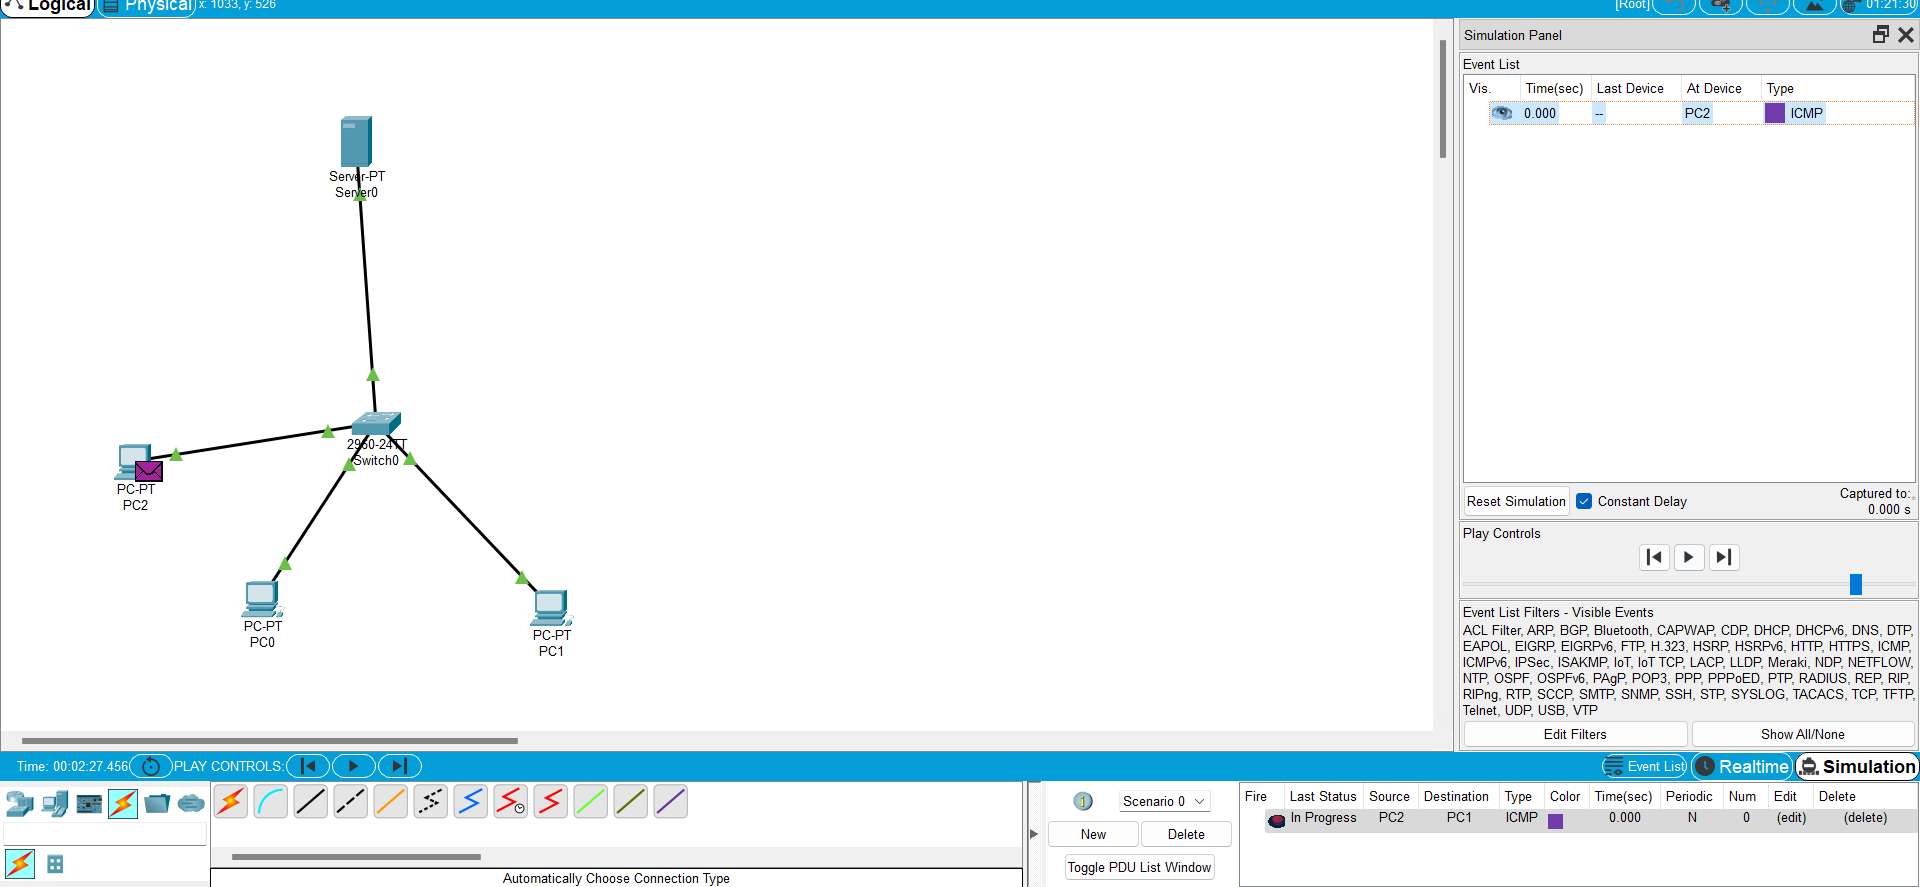 Logical Physical x: 1033, y: 526 [Root] 01:21:30
Simulation Panel
Event List
Vis. Time(sec) Last Device At Device Type
0.000 -- PC2 ICMP
Server-PT
Server0
2950-24TT
Switch0
PC-PT
PC2
PC-PT
PC0
PC-PT
PC1
Reset Simulation Constant Delay Captured to:
0.000 s
Play Controls
Event List Filters - Visible Events
ACL Filter, ARP, BGP, Bluetooth, CAPWAP, CDP, DHCP, DHCPv6, DNS, DTP,
EAPOL, EIGRP, EIGRPv6, FTP, H.323, HSRP, HSRPv6, HTTP, HTTPS, ICMP,
ICMPv6, IPSec, ISAKMP, IoT, IoT TCP, LACP, LLDP, Meraki, NDP, NETFLOW,
NTP, OSPF, OSPFv6, PAgP, POP3, PPP, PPPoED, PTP, RADIUS, REP, RIP,
RIPng, RTP, SCCP, SMTP, SNMP, SSH, STP, SYSLOG, TACACS, TCP, TFTP,
Telnet, UDP, USB, VTP
Edit Filters Show All/None
Time: 00:02:27.456 PLAY CONTROLS: Event List Realtime Simulation
Scenario 0
New Delete
Toggle PDU List Window
Fire Last Status Source Destination Type Color Time(sec) Periodic Num Edit Delete
In Progress PC2 PC1 ICMP 0.000 N 0 (edit) (delete)
Automatically Choose Connection Type